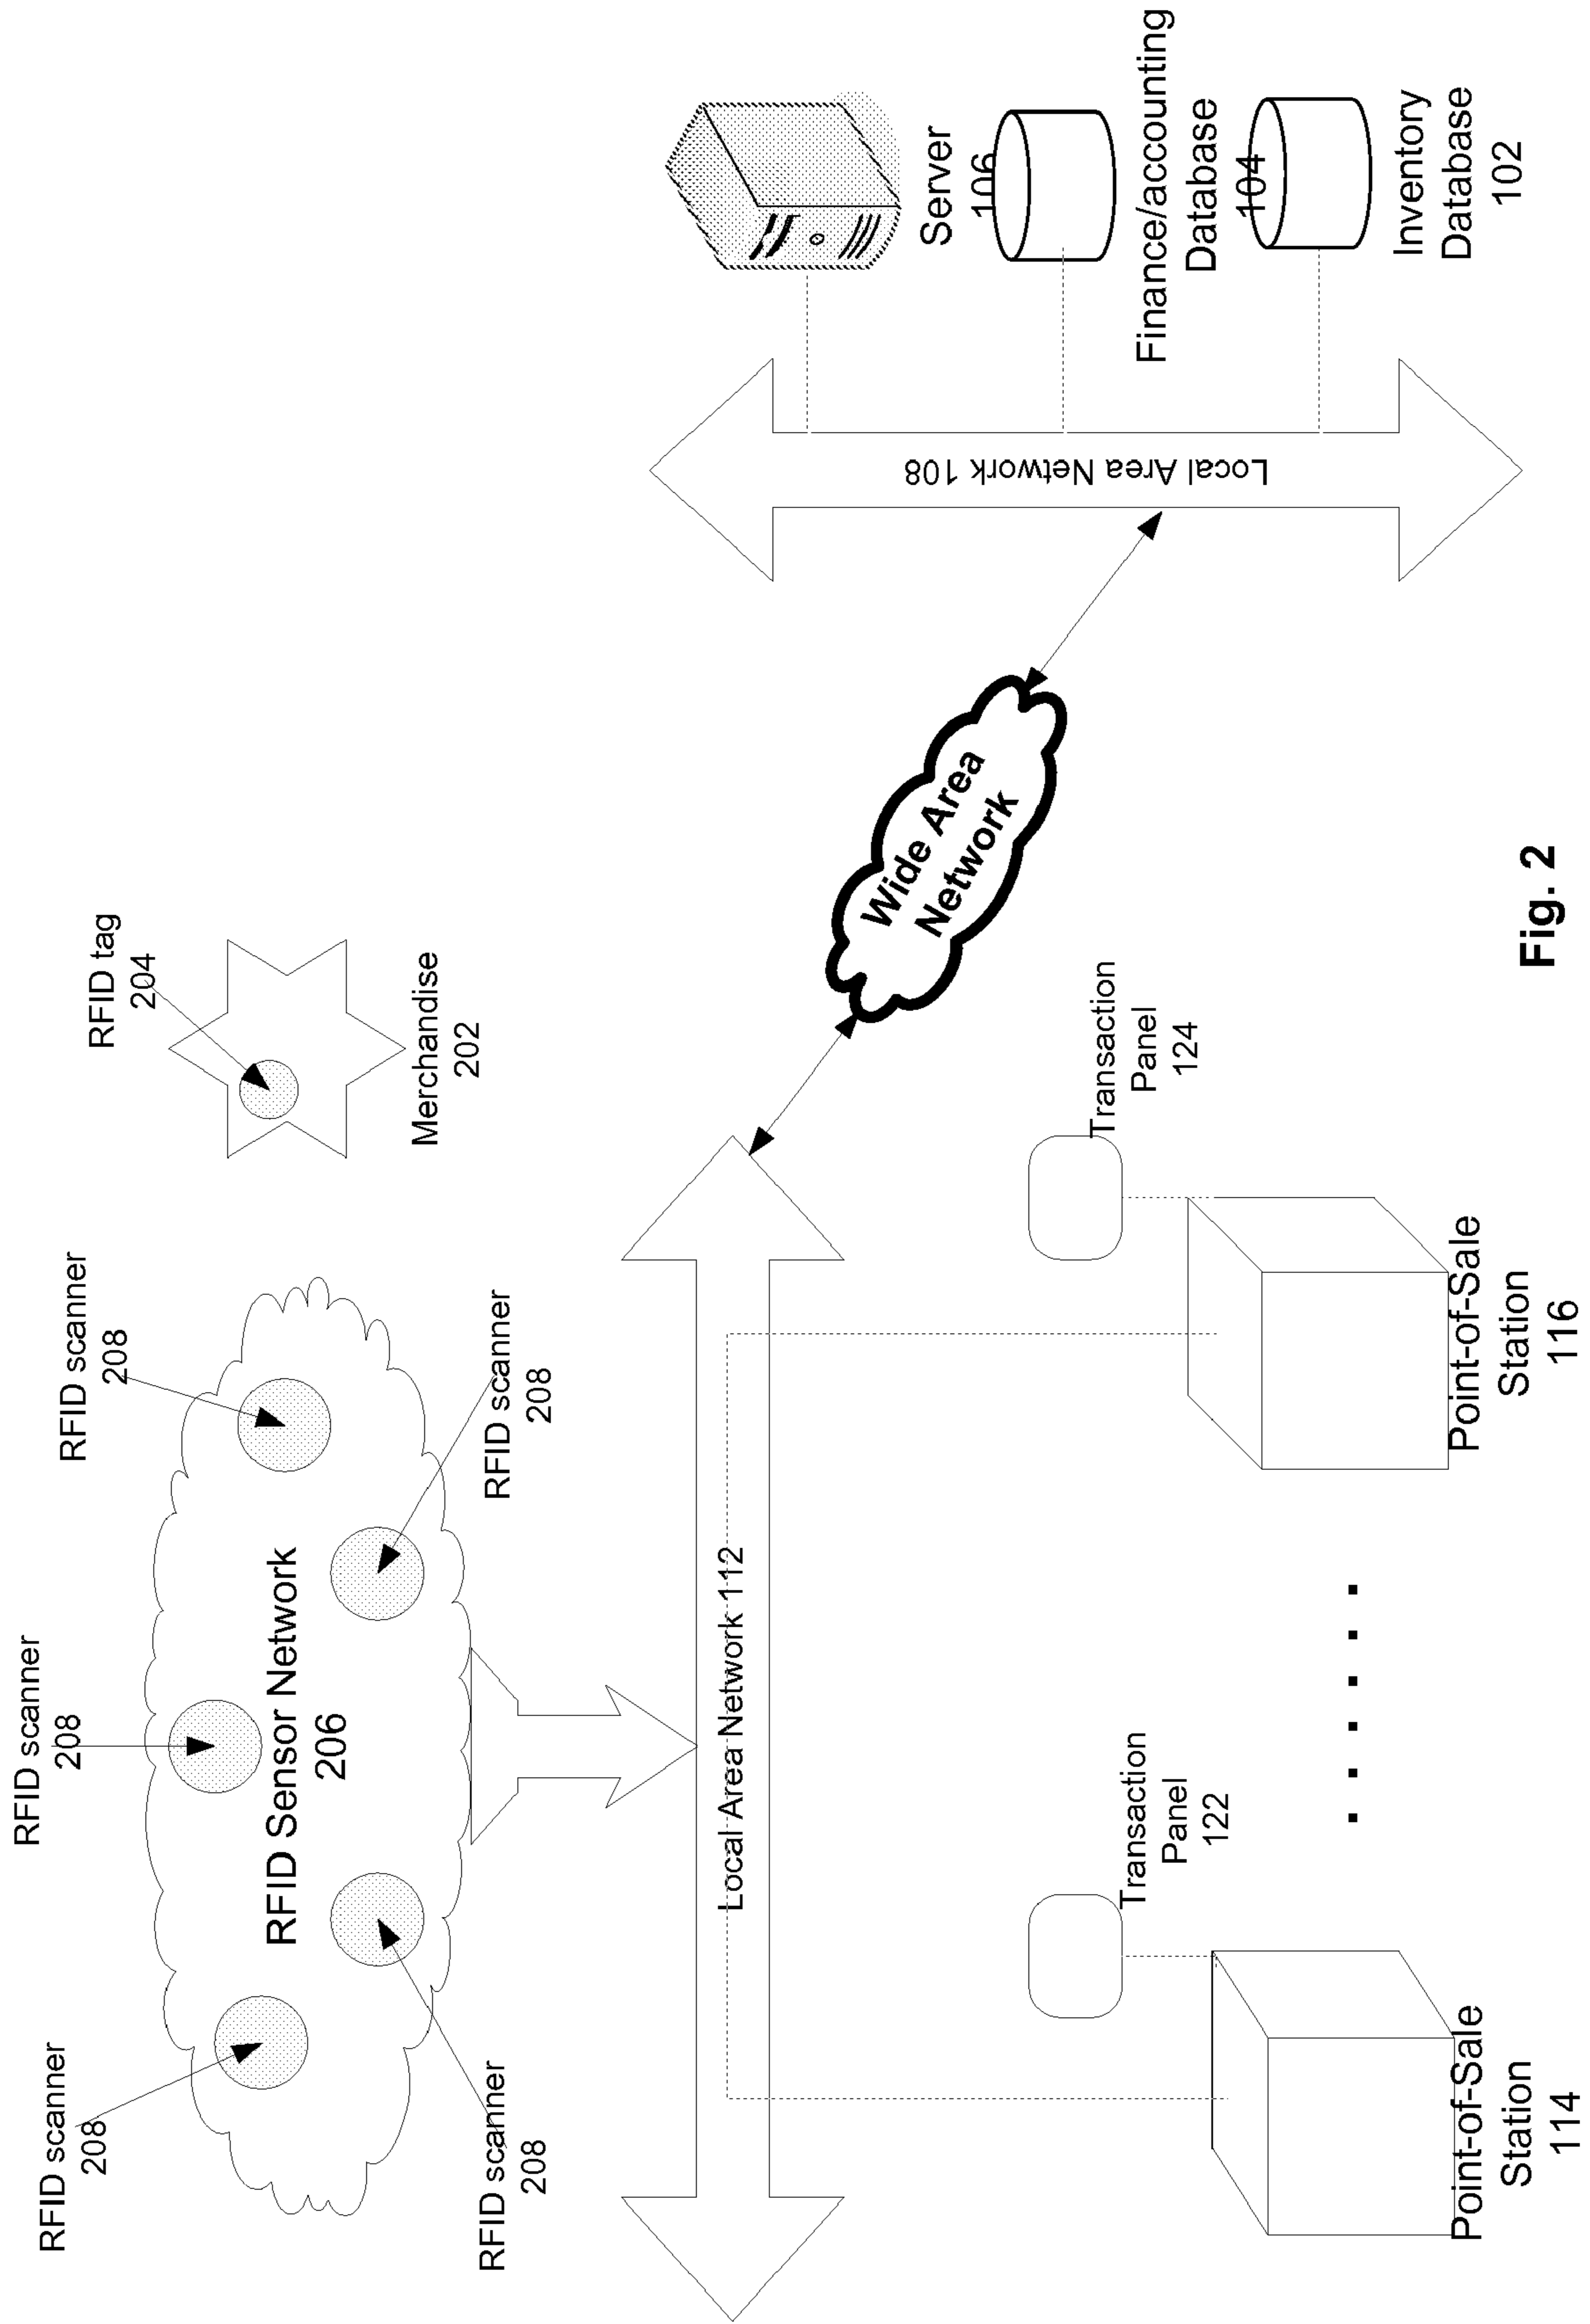 RFID scanner
208
RFID scanner
208
RFID scanner
208
RFID tag
204
RFID Sensor Network
206
RFID scanner
208
RFID scanner
208
Merchandise
202
Local Area Network 112
Wide Area
Network
Local Area Network 108
Server
106
Finance/accounting
Database
104
Inventory
Database
102
Transaction
Panel
122
Transaction
Panel
124
Point-of-Sale
Station
114
Point-of-Sale
Station
116
Fig. 2